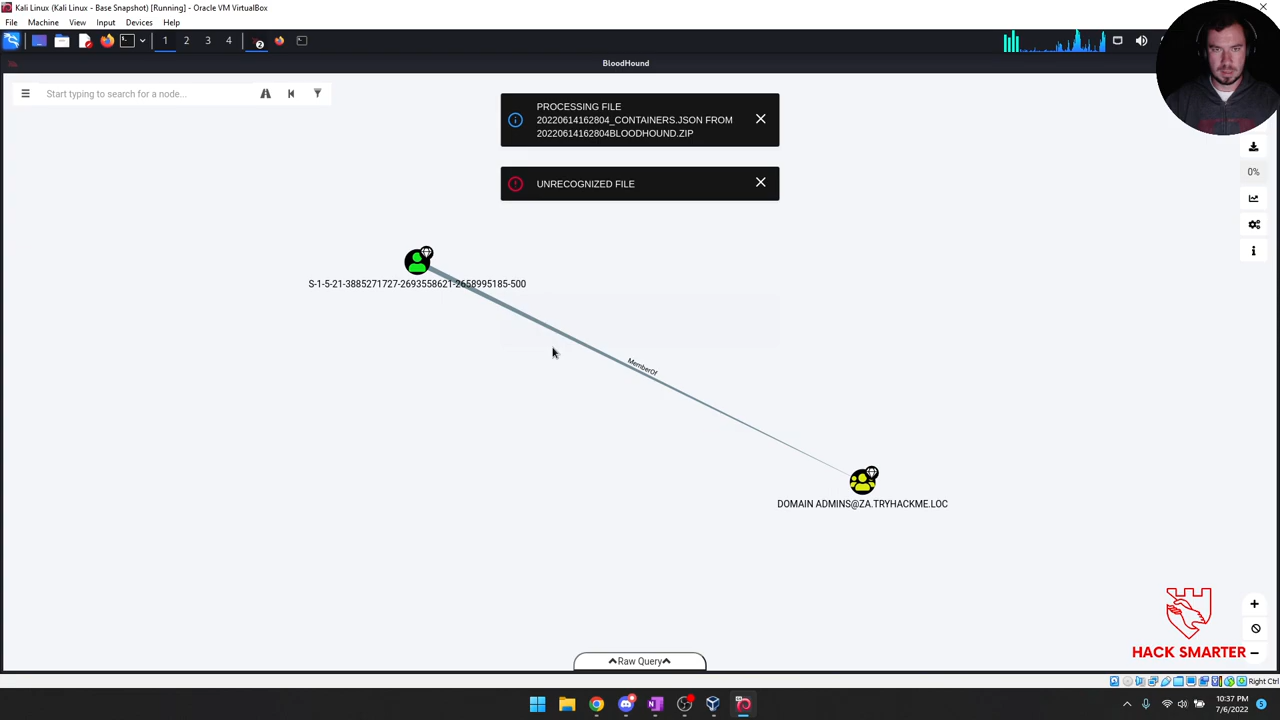 Kali Linux (Kali Linux - Base Snapshot) [Running] - Oracle VM VirtualBox
File Machine View Input Devices Help
1 2 3 4 2
BloodHound
Start typing to search for a node...
PROCESSING FILE
20220614162804_CONTAINERS.JSON FROM
20220614162804BLOODHOUND.ZIP
UNRECOGNIZED FILE
0%
S-1-5-21-3885271727-2693558621-2658995185-500
MemberOf
DOMAIN ADMINS@ZA.TRYHACKME.LOC
HACK SMARTER
Raw Query
Right Ctrl
10:37 PM
7/6/2022
5